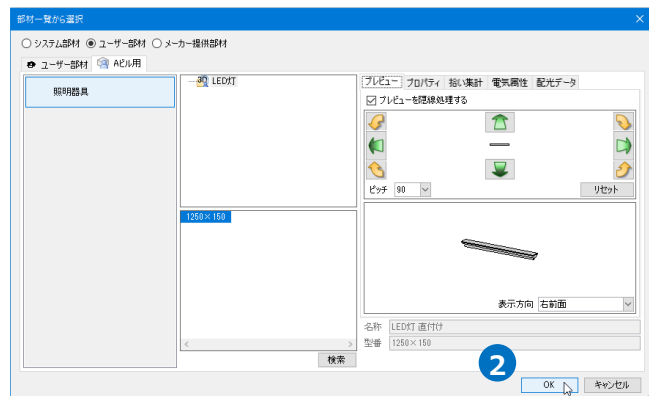 部材一覧から選択
システム部材 ユーザー部材 メーカー提供部材
ユーザー部材 Aビル用
照明器具
3D LED灯
1250×150
検索
プレビュー プロパティ 拾い集計 電気属性 配光データ
プレビューを隠線処理する
ピッチ 90 リセット
表示方向 右前面
名称 LED灯 直付け
型番 1250×150
2
OK キャンセル